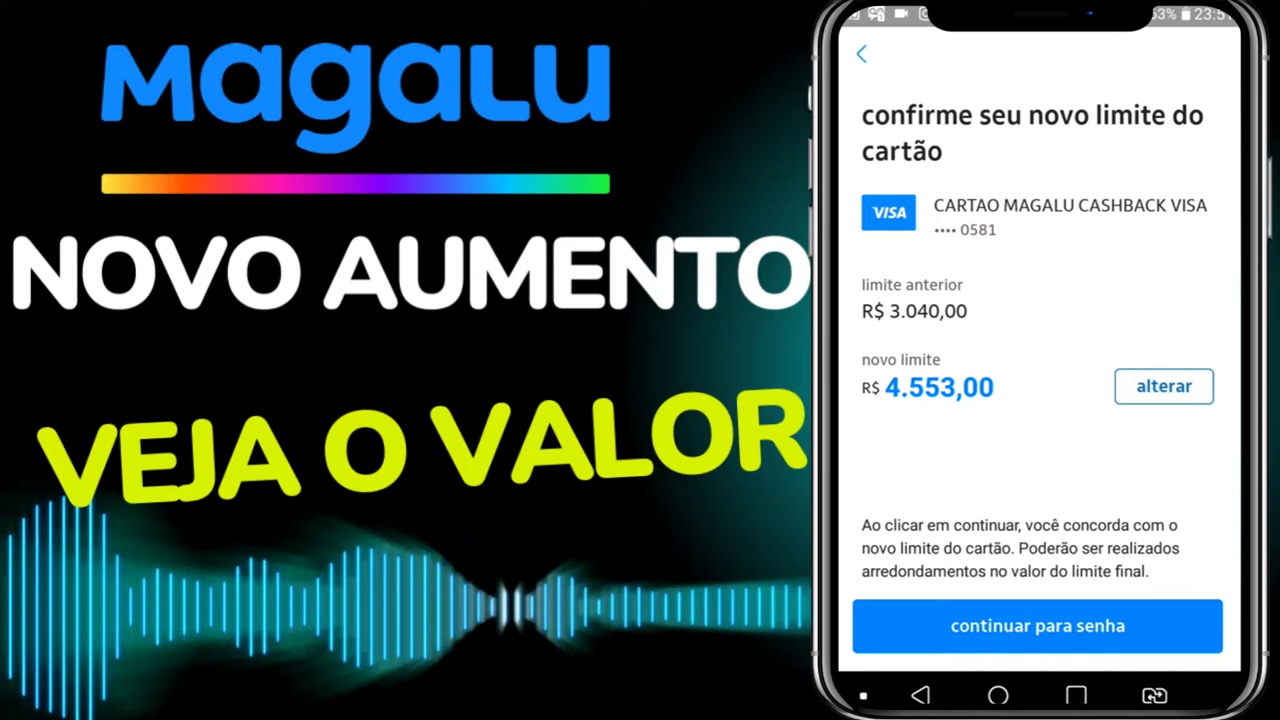 Magalu
NOVO AUMENTO
VEJA O VALOR
23:5
confirme seu novo limite do
cartão
VISA
CARTAO MAGALU CASHBACK VISA
•••• 0581
limite anterior
R$ 3.040,00
novo limite
R$ 4.553,00
alterar
Ao clicar em continuar, você concorda com o
novo limite do cartão. Poderão ser realizados
arredondamentos no valor do limite final.
continuar para senha